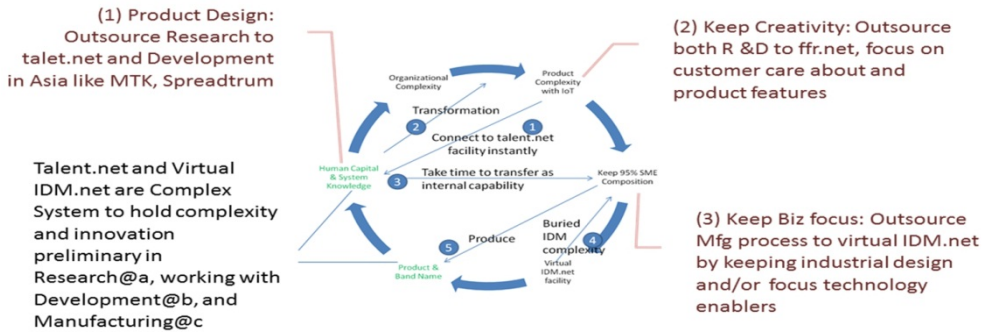 (1) Product Design:
Outsource Research to
talet.net and Development
in Asia like MTK, Spreadtrum
(2) Keep Creativity: Outsource
both R &D to ffr.net, focus on
customer care about and
product features
Organizational
Complexity
Product
Complexity
with IoT
Transformation
2
1
Connect to talent.net
facility instantly
Human Capital
& System
Knowledge
3
Take time to transfer as
internal capability
Keep 95% SME
Composition
Talent.net and Virtual
IDM.net are Complex
System to hold complexity
and innovation
preliminary in
Research@a, working with
Development@b, and
Manufacturing@c
5
Produce
Buried
IDM
complexity
4
Virtual
IDM.net
facility
Product &
Band Name
(3) Keep Biz focus: Outsource
Mfg process to virtual IDM.net
by keeping industrial design
and/or focus technology
enablers